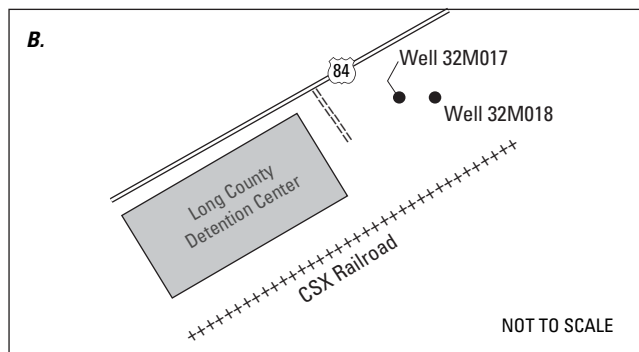 B.
84
Well 32M017
Well 32M018
Long County
Detention Center
CSX Railroad
NOT TO SCALE